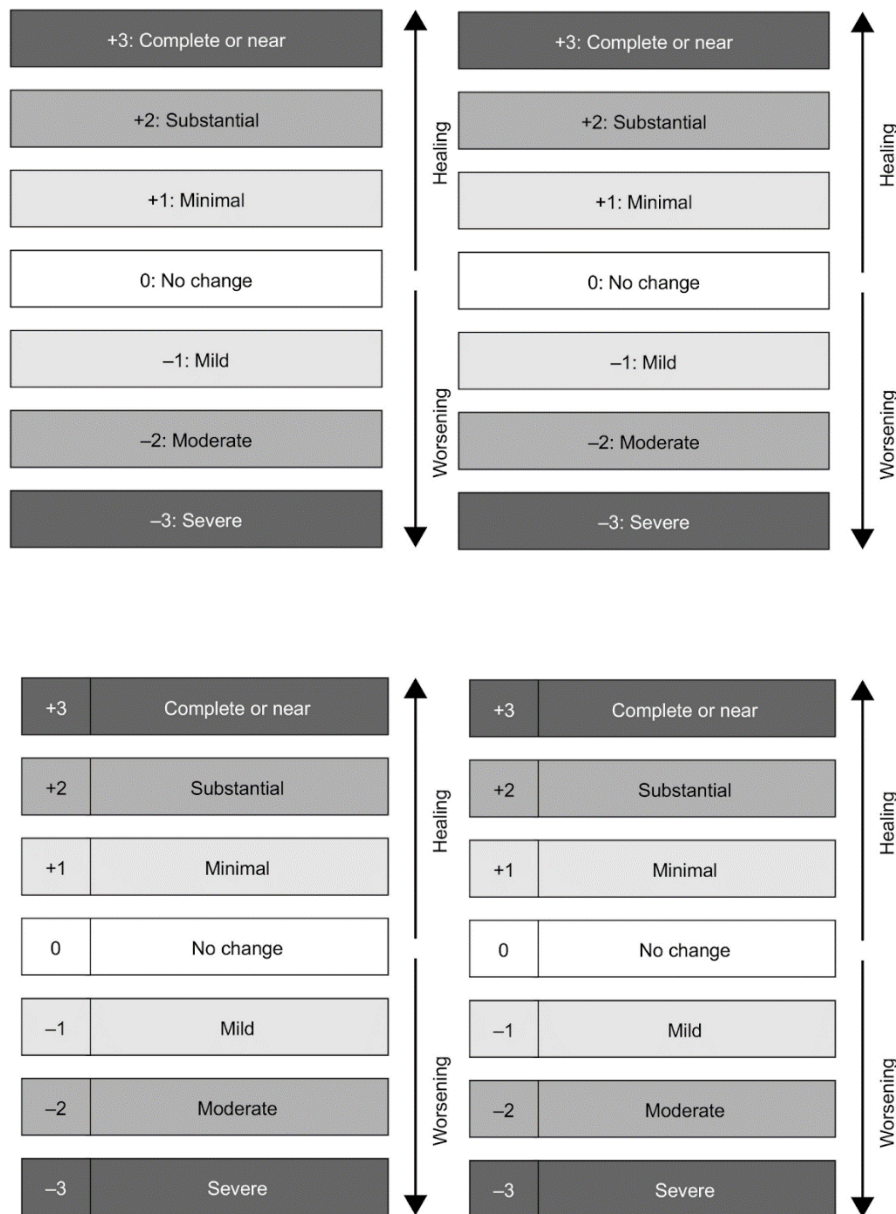 +3: Complete or near
+2: Substantial
+1: Minimal
0: No change
–1: Mild
–2: Moderate
–3: Severe
Healing
Worsening
+3: Complete or near
+2: Substantial
+1: Minimal
0: No change
–1: Mild
–2: Moderate
–3: Severe
Healing
Worsening
+3 Complete or near
+2 Substantial
+1 Minimal
0 No change
–1 Mild
–2 Moderate
–3 Severe
Healing
Worsening
+3 Complete or near
+2 Substantial
+1 Minimal
0 No change
–1 Mild
–2 Moderate
–3 Severe
Healing
Worsening